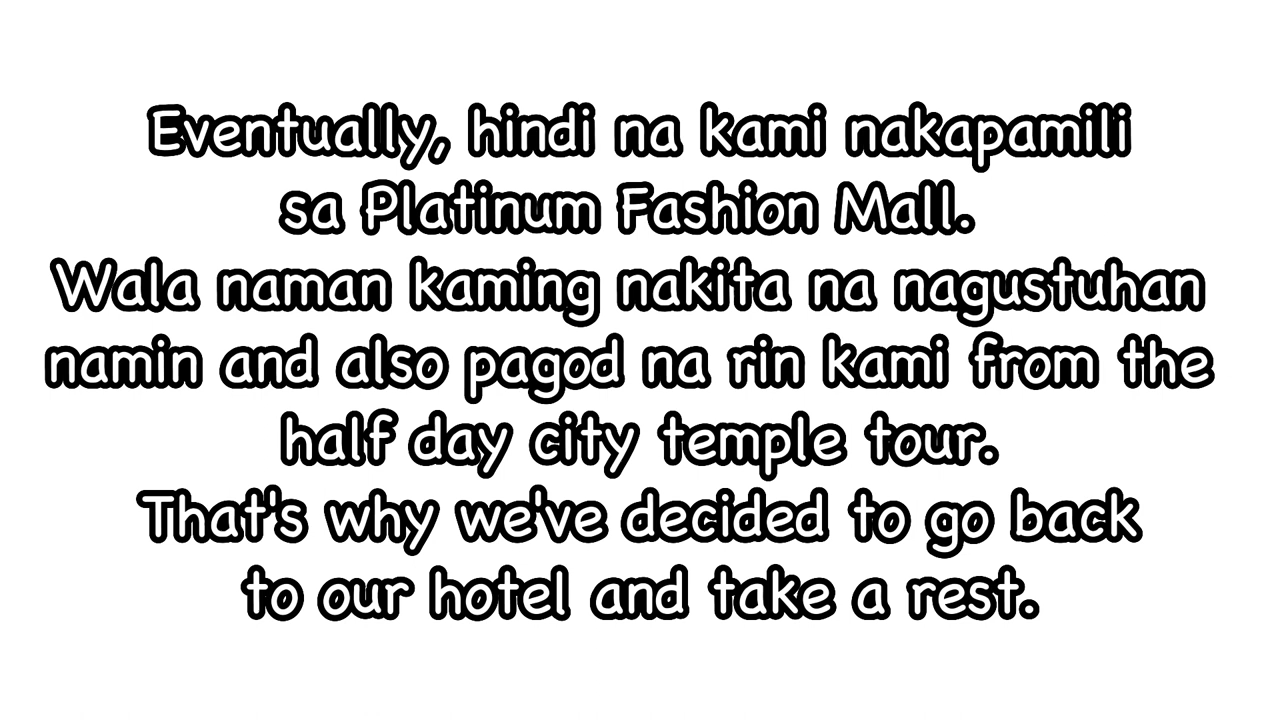 Eventually, hindi na kami nakapamili
sa Platinum Fashion Mall.
Wala naman kaming nakita na nagustuhan
namin and also pagod na rin kami from the
half day city temple tour.
That's why we've decided to go back
to our hotel and take a rest.